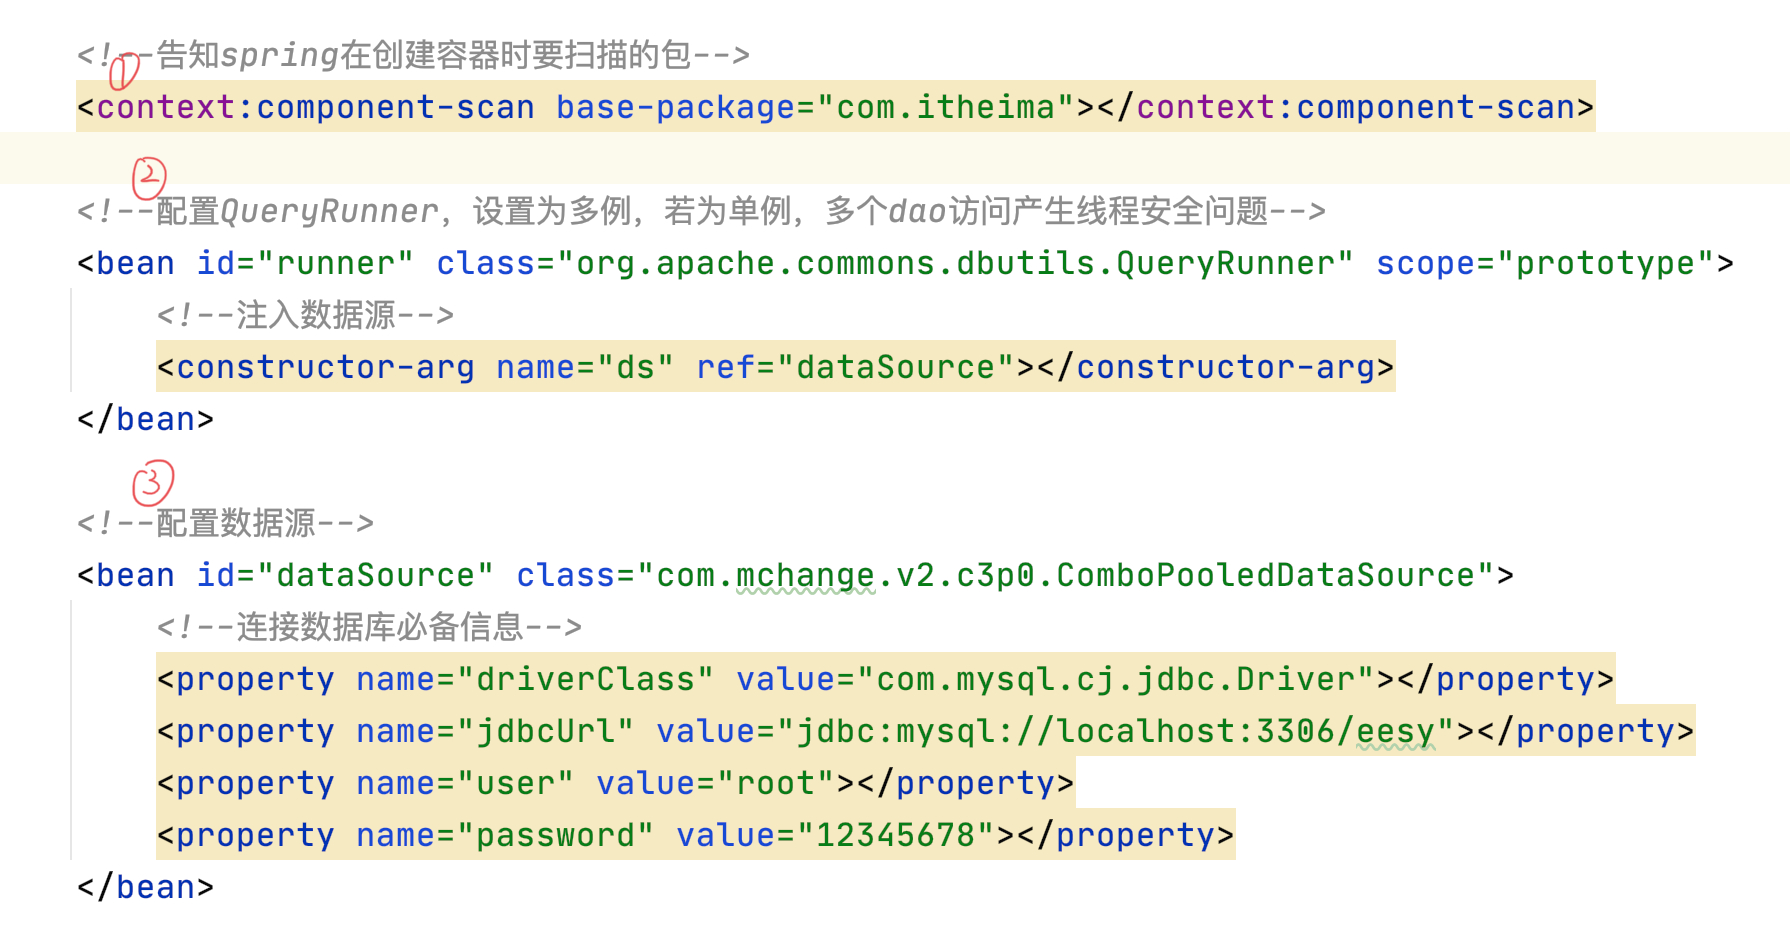 <!--告知spring在创建容器时要扫描的包-->
①
<context:component-scan base-package="com.itheima"></context:component-scan>
②
<!--配置QueryRunner，设置为多例，若为单例，多个dao访问产生线程安全问题-->
<bean id="runner" class="org.apache.commons.dbutils.QueryRunner" scope="prototype">
<!--注入数据源-->
<constructor-arg name="ds" ref="dataSource"></constructor-arg>
</bean>
③
<!--配置数据源-->
<bean id="dataSource" class="com.mchange.v2.c3p0.ComboPooledDataSource">
<!--连接数据库必备信息-->
<property name="driverClass" value="com.mysql.cj.jdbc.Driver"></property>
<property name="jdbcUrl" value="jdbc:mysql://localhost:3306/eesy"></property>
<property name="user" value="root"></property>
<property name="password" value="12345678"></property>
</bean>